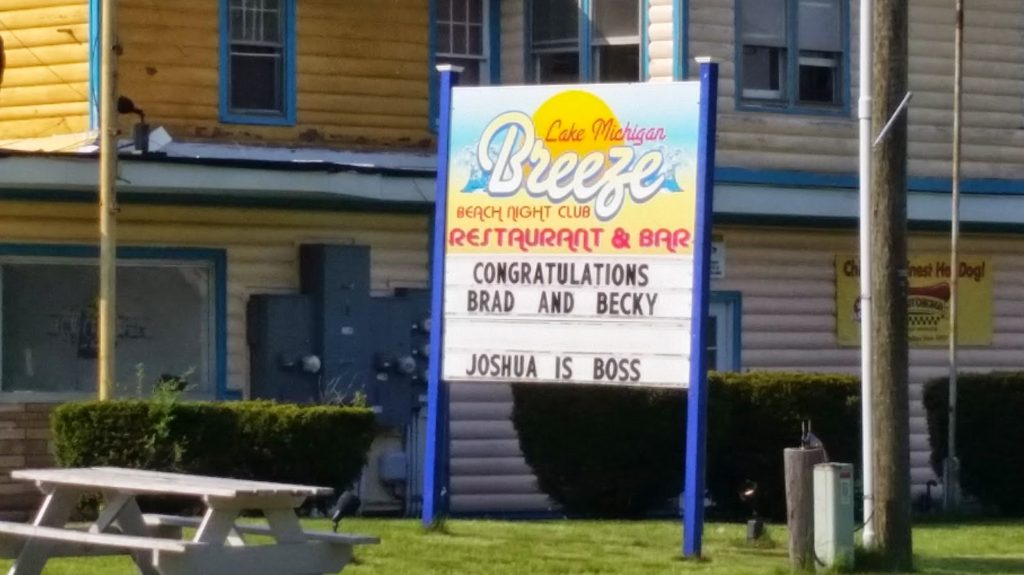 Lake Michigan
Breeze
BEACH NIGHT CLUB
RESTAURANT & BAR
CONGRATULATIONS
BRAD AND BECKY
JOSHUA IS BOSS
Hot Dog!